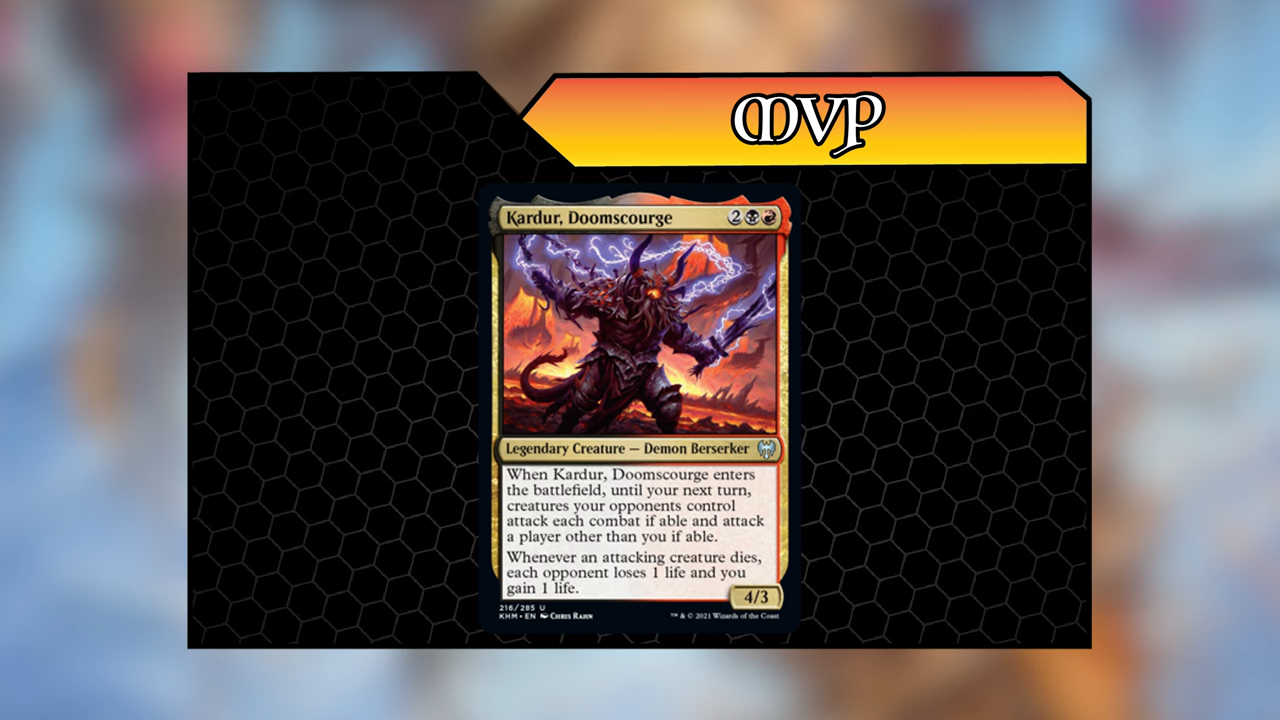 MVP
Kardur, Doomscourge 2
Legendary Creature — Demon Berserker
When Kardur, Doomscourge enters
the battlefield, until your next turn,
creatures your opponents control
attack each combat if able and attack
a player other than you if able.
Whenever an attacking creature dies,
each opponent loses 1 life and you
gain 1 life.
4/3
216/285 U
KHM • EN Chris Rahn ™ & © 2021 Wizards of the Coast